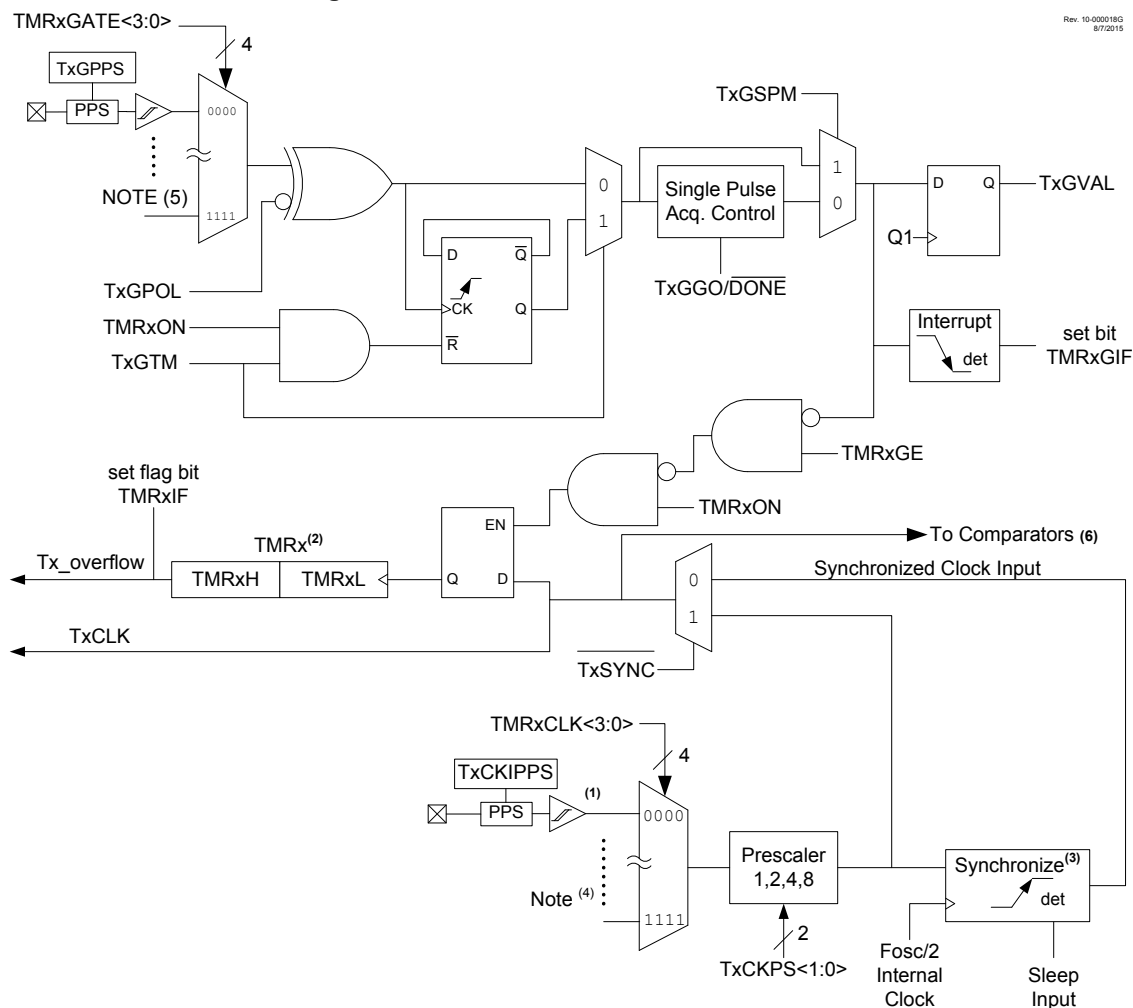 Rev. 10-000018G
8/7/2015
TMRxGATE<3:0>
4
TxGPPS
PPS
0000
NOTE (5)
1111
TxGPOL
TMRxON
TxGTM
D
Q
CK
Q
R
0
1
TxGSPM
Single Pulse
Acq. Control
1
0
TxGGO/DONE
D
Q
Q1
TxGVAL
Interrupt
det
set bit
TMRxGIF
TMRxGE
TMRxON
set flag bit
TMRxIF
Tx_overflow
TMRx(2)
TMRxH
TMRxL
EN
Q
D
To Comparators (6)
Synchronized Clock Input
0
1
TxCLK
TxSYNC
TMRxCLK<3:0>
4
TxCKIPPS
PPS
(1)
0000
Note (4)
1111
Prescaler
1,2,4,8
2
TxCKPS<1:0>
Synchronize(3)
det
Fosc/2
Internal
Clock
Sleep
Input